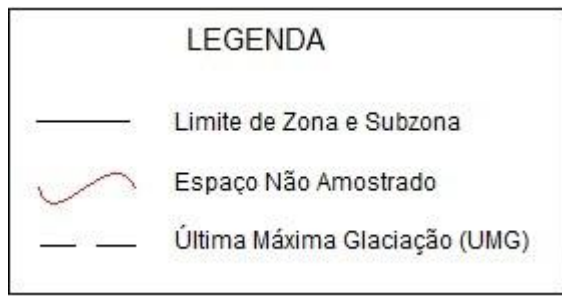 LEGENDA
Limite de Zona e Subzona
Espaço Não Amostrado
Última Máxima Glaciação (UMG)